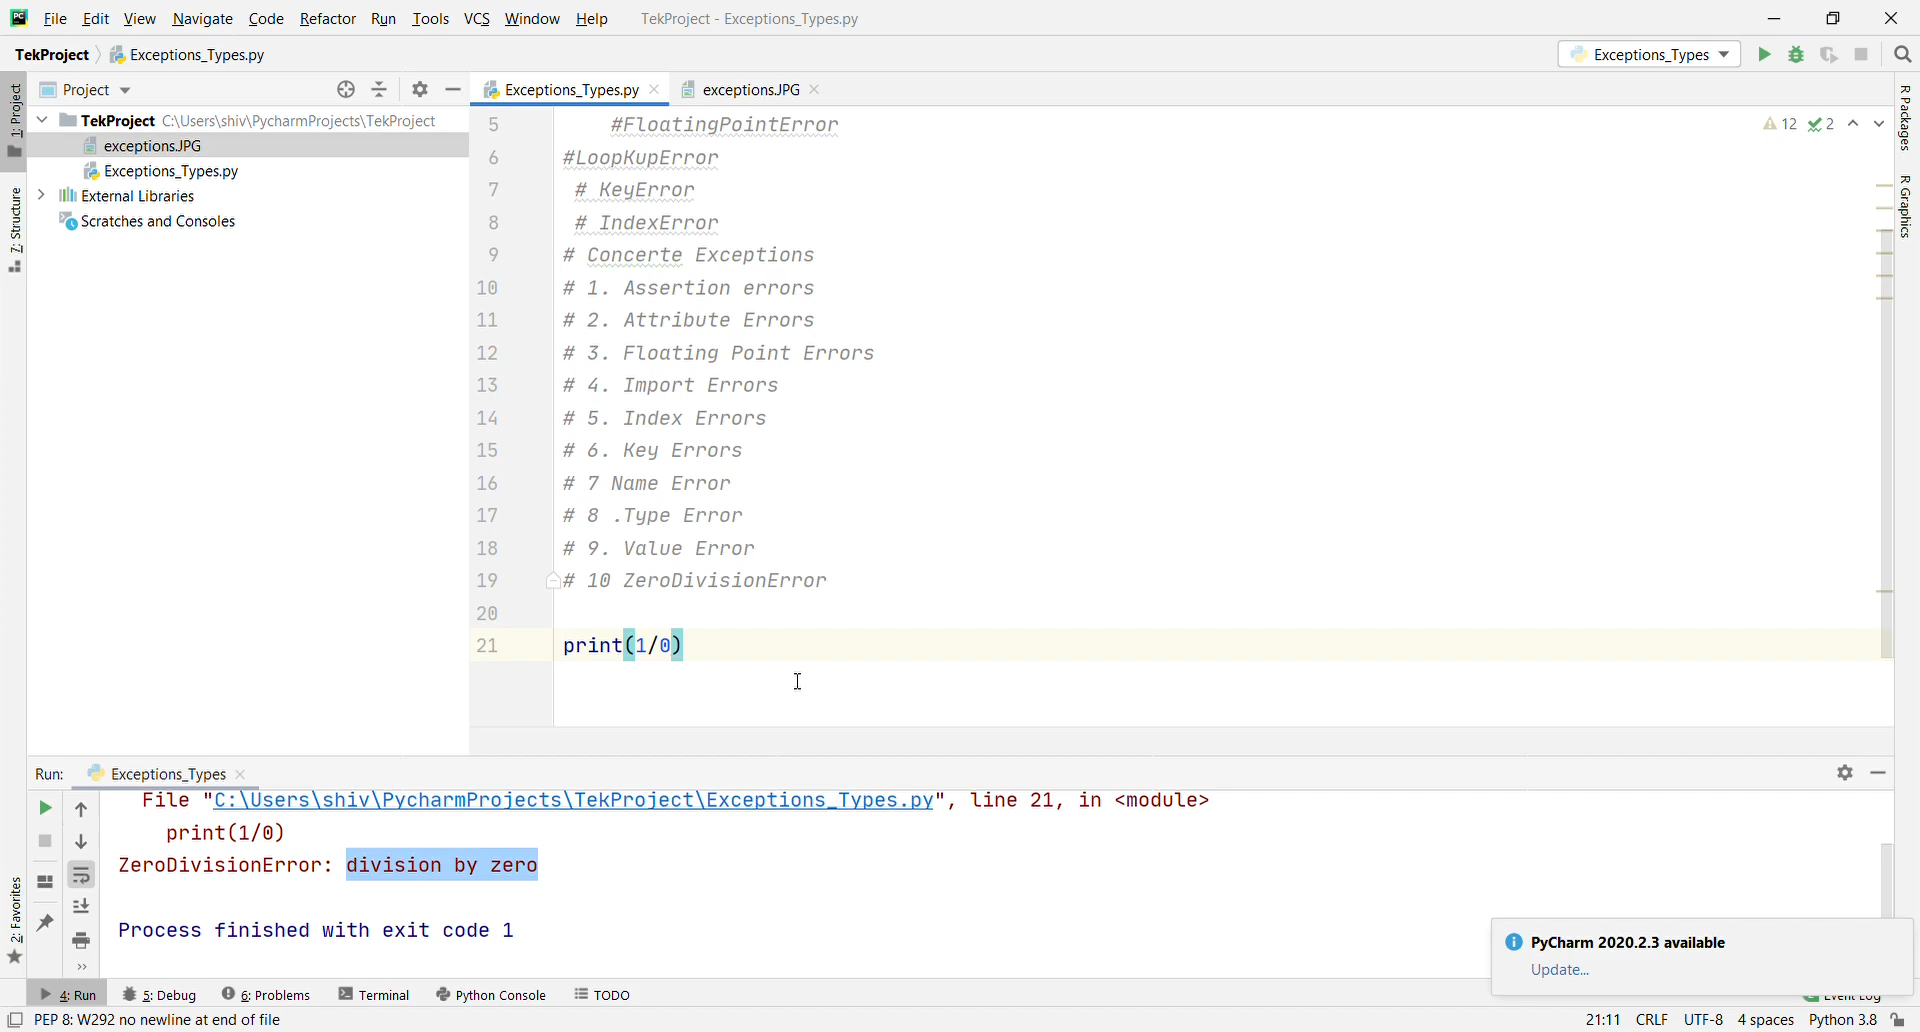 File Edit View Navigate Code Refactor Run Tools VCS Window Help TekProject - Exceptions_Types.py
TekProject Exceptions_Types.py Exceptions_Types
1: Project
Project
Exceptions_Types.py
exceptions.JPG
TekProject C:\Users\shiv\PycharmProjects\TekProject
exceptions.JPG
Exceptions_Types.py
External Libraries
Scratches and Consoles
7: Structure
2: Favorites
5 #FloatingPointError
6 #LoopKupError
7 # KeyError
8 # IndexError
9 # Concerte Exceptions
10 # 1. Assertion errors
11 # 2. Attribute Errors
12 # 3. Floating Point Errors
13 # 4. Import Errors
14 # 5. Index Errors
15 # 6. Key Errors
16 # 7 Name Error
17 # 8 .Type Error
18 # 9. Value Error
19 # 10 ZeroDivisionError
20
21 print(1/0)
12 2
R Packages
R Graphics
Run: Exceptions_Types
File "C:\Users\shiv\PycharmProjects\TekProject\Exceptions_Types.py", line 21, in <module>
print(1/0)
ZeroDivisionError: division by zero
Process finished with exit code 1
PyCharm 2020.2.3 available
Update...
4: Run 5: Debug 6: Problems Terminal Python Console TODO Event Log
PEP 8: W292 no newline at end of file 21:11 CRLF UTF-8 4 spaces Python 3.8